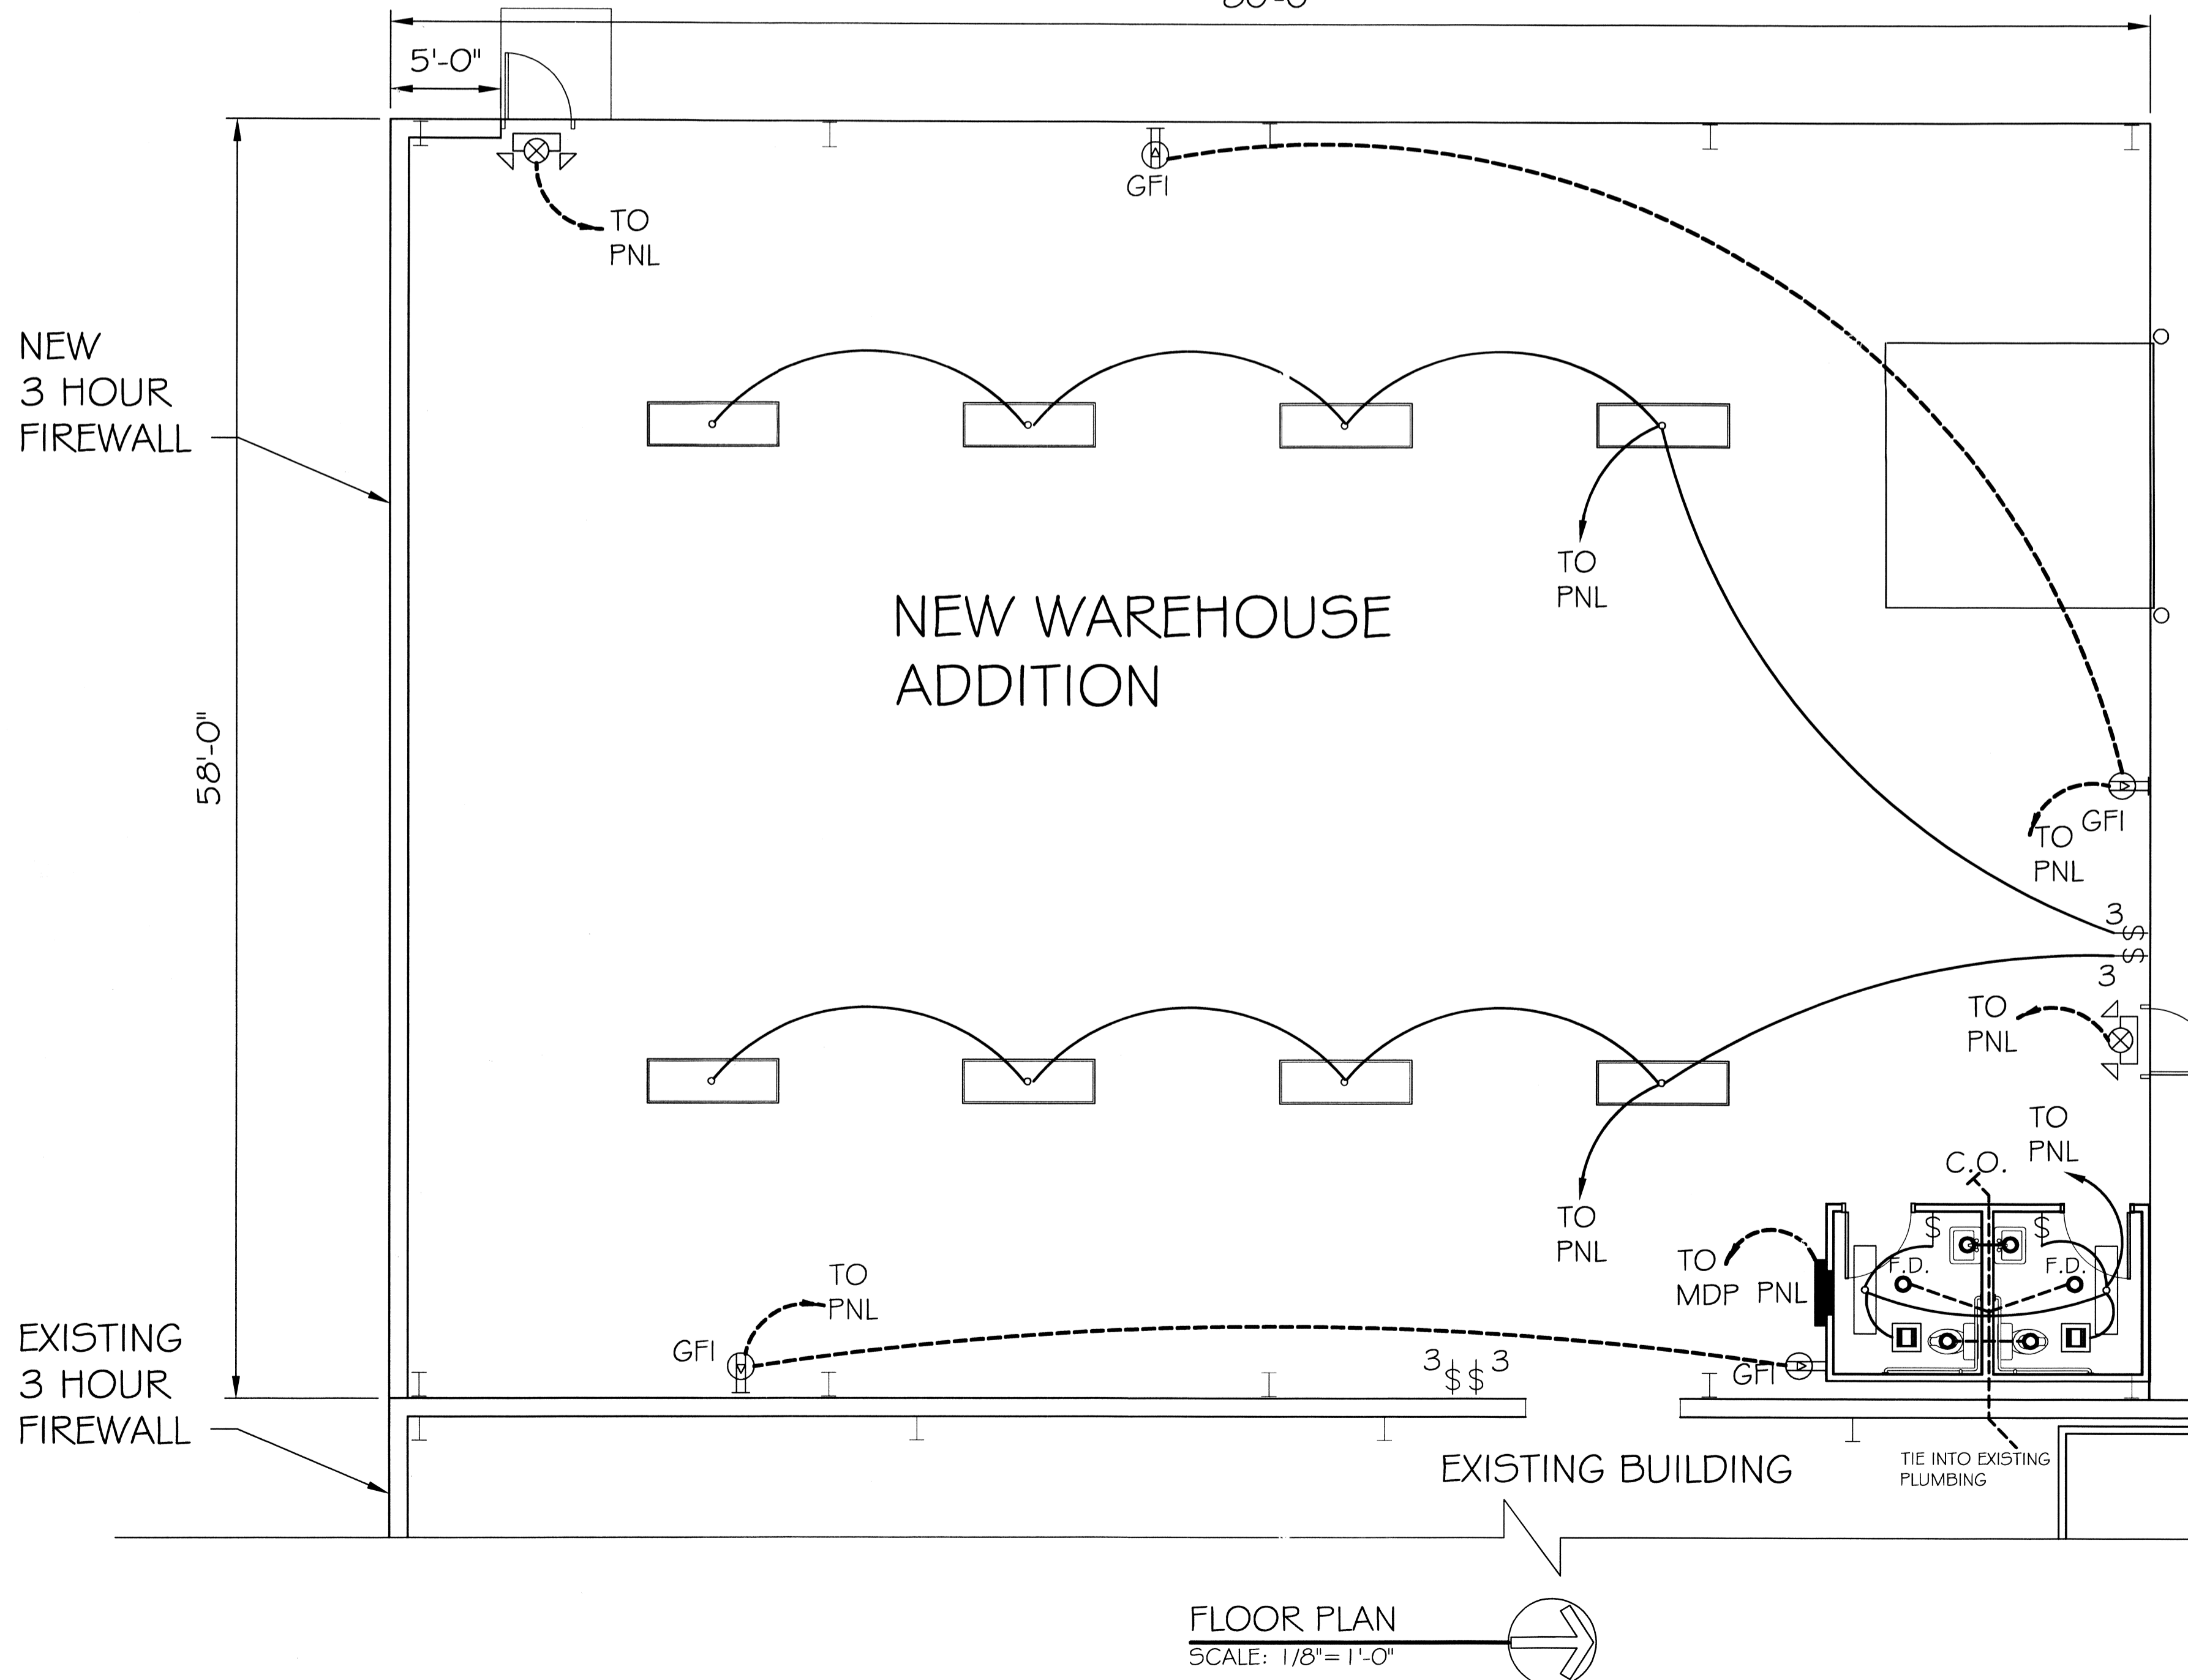 5'-0"
TO
PNL
GFI
NEW
3 HOUR
FIREWALL
TO
PNL
NEW WAREHOUSE
ADDITION
58'-0"
TO
PNL
GFI
3
$
$
3
TO
PNL
TO
PNL
C.O.
TO
PNL
TO
MDP PNL
$
$
F.D.
F.D.
TO
PNL
GFI
3 $ $ 3
GFI
EXISTING
3 HOUR
FIREWALL
EXISTING BUILDING
TIE INTO EXISTING
PLUMBING
FLOOR PLAN
SCALE: 1/8"=1'-0"